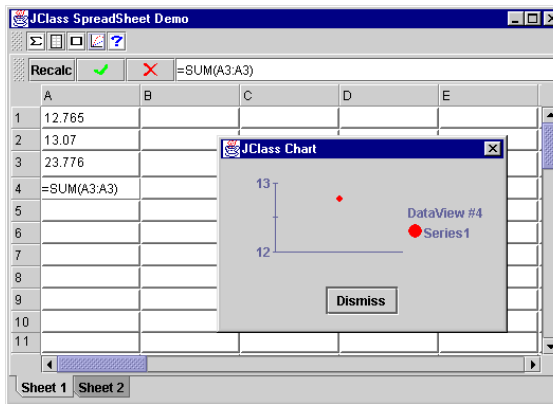 JClass SpreadSheet Demo
Σ ?
Recalc =SUM(A3:A3)
A B C D E
1 12.765
2 13.07
3 23.776
4 =SUM(A3:A3)
5
6
7
8
9
10
11
JClass Chart
13
12
DataView #4
Series1
Dismiss
Sheet 1 Sheet 2